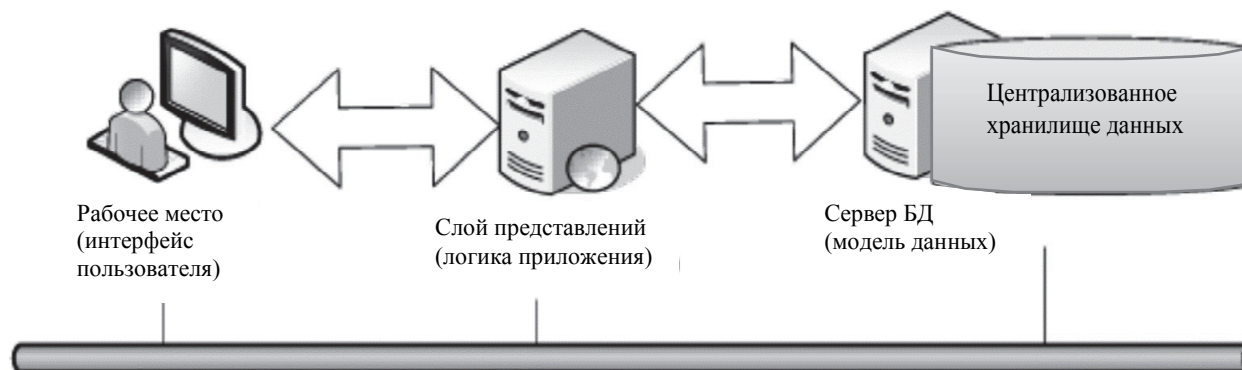 Централизованное
хранилище данных
Рабочее место
(интерфейс
пользователя)
Слой представлений
(логика приложения)
Сервер БД
(модель данных)